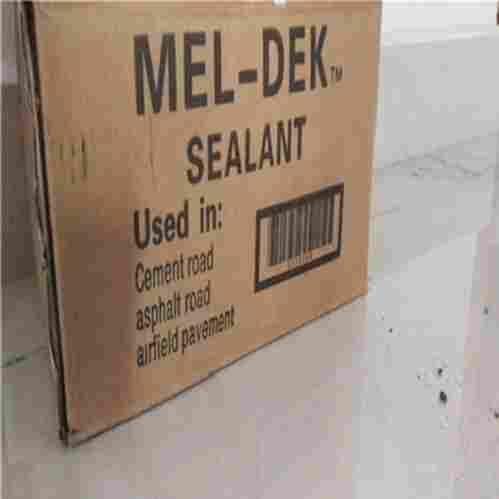 MEL-DEK™
SEALANT
Used in:
Cement road
asphalt road
airfield pavement